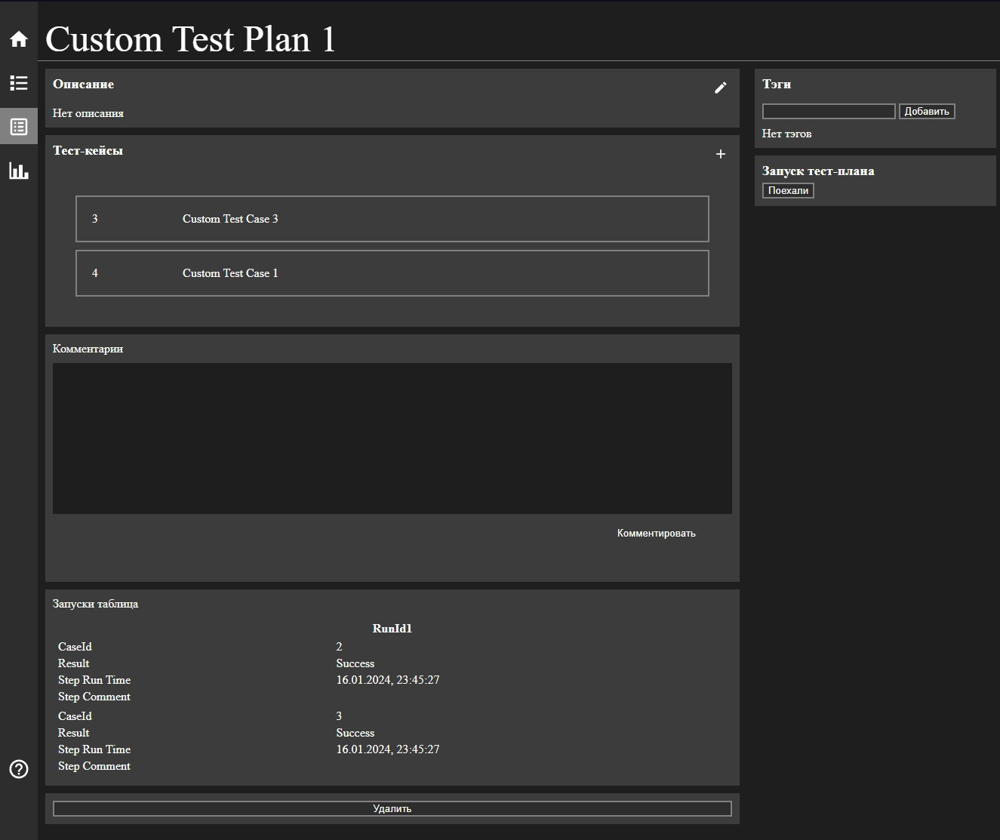 Custom Test Plan 1
Описание
Нет описания
Тест-кейсы
3 Custom Test Case 3
4 Custom Test Case 1
Комментарии
Комментировать
Запуски таблица
RunId1
CaseId 2
Result Success
Step Run Time 16.01.2024, 23:45:27
Step Comment
CaseId 3
Result Success
Step Run Time 16.01.2024, 23:45:27
Step Comment
Удалить
Тэги
Добавить
Нет тэгов
Запуск тест-плана
Поехали